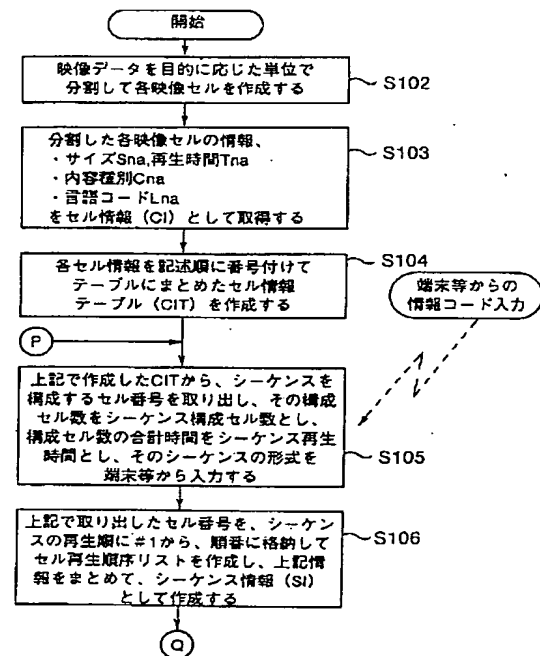 開始
映像データを目的に応じた単位で
分割して各映像セルを作成する
S102
分割した各映像セルの情報、
・サイズSna,再生時間Tna
・内容種別Cna
・言語コードLna
をセル情報（CI）として取得する
S103
各セル情報を記述順に番号付けて
テーブルにまとめたセル情報
テーブル（CIT）を作成する
S104
端末等からの
情報コード入力
P
上記で作成したCITから、シーケンスを
構成するセル番号を取り出し、その構成
セル数をシーケンス構成セル数とし、
構成セル数の合計時間をシーケンス再生
時間とし、そのシーケンスの形式を
端末等から入力する
S105
上記で取り出したセル番号を、シーケン
スの再生順に#1から、順番に格納して
セル再生順序リストを作成し、上記情
報をまとめて、シーケンス情報（SI）
として作成する
S106
Q